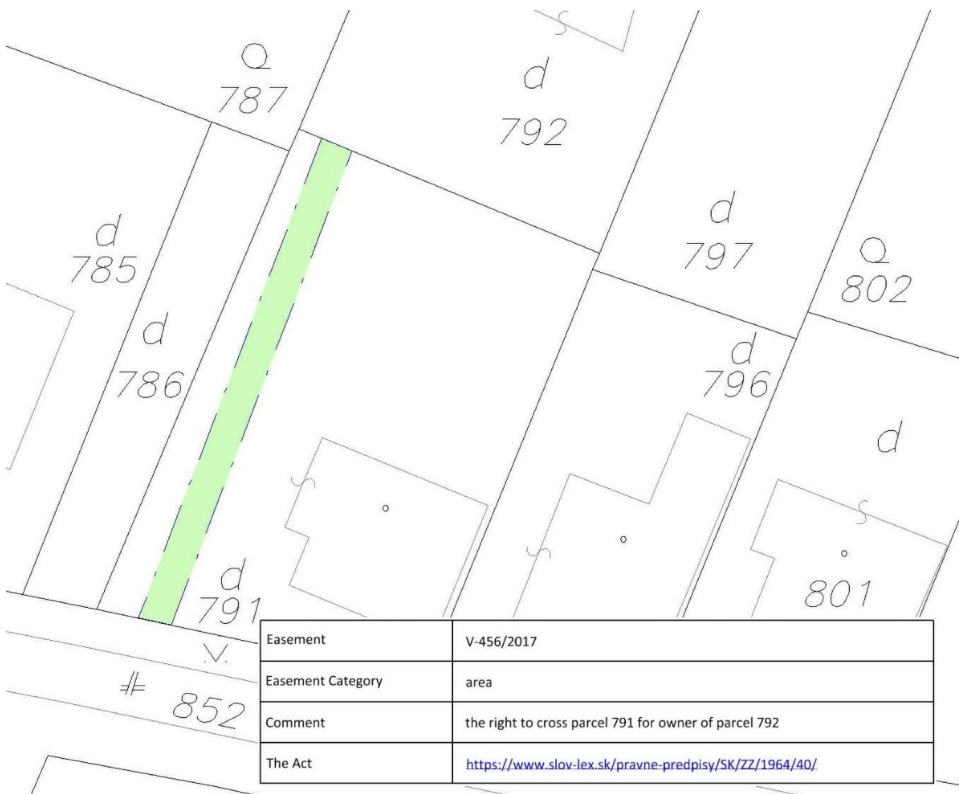 Q
787
d
792
d
785
d
797
Q
802
d
786
d
796
d
d
791
801
852
Easement V-456/2017
Easement Category area
Comment the right to cross parcel 791 for owner of parcel 792
The Act https://www.slov-lex.sk/pravne-predpisy/SK/ZZ/1964/40/